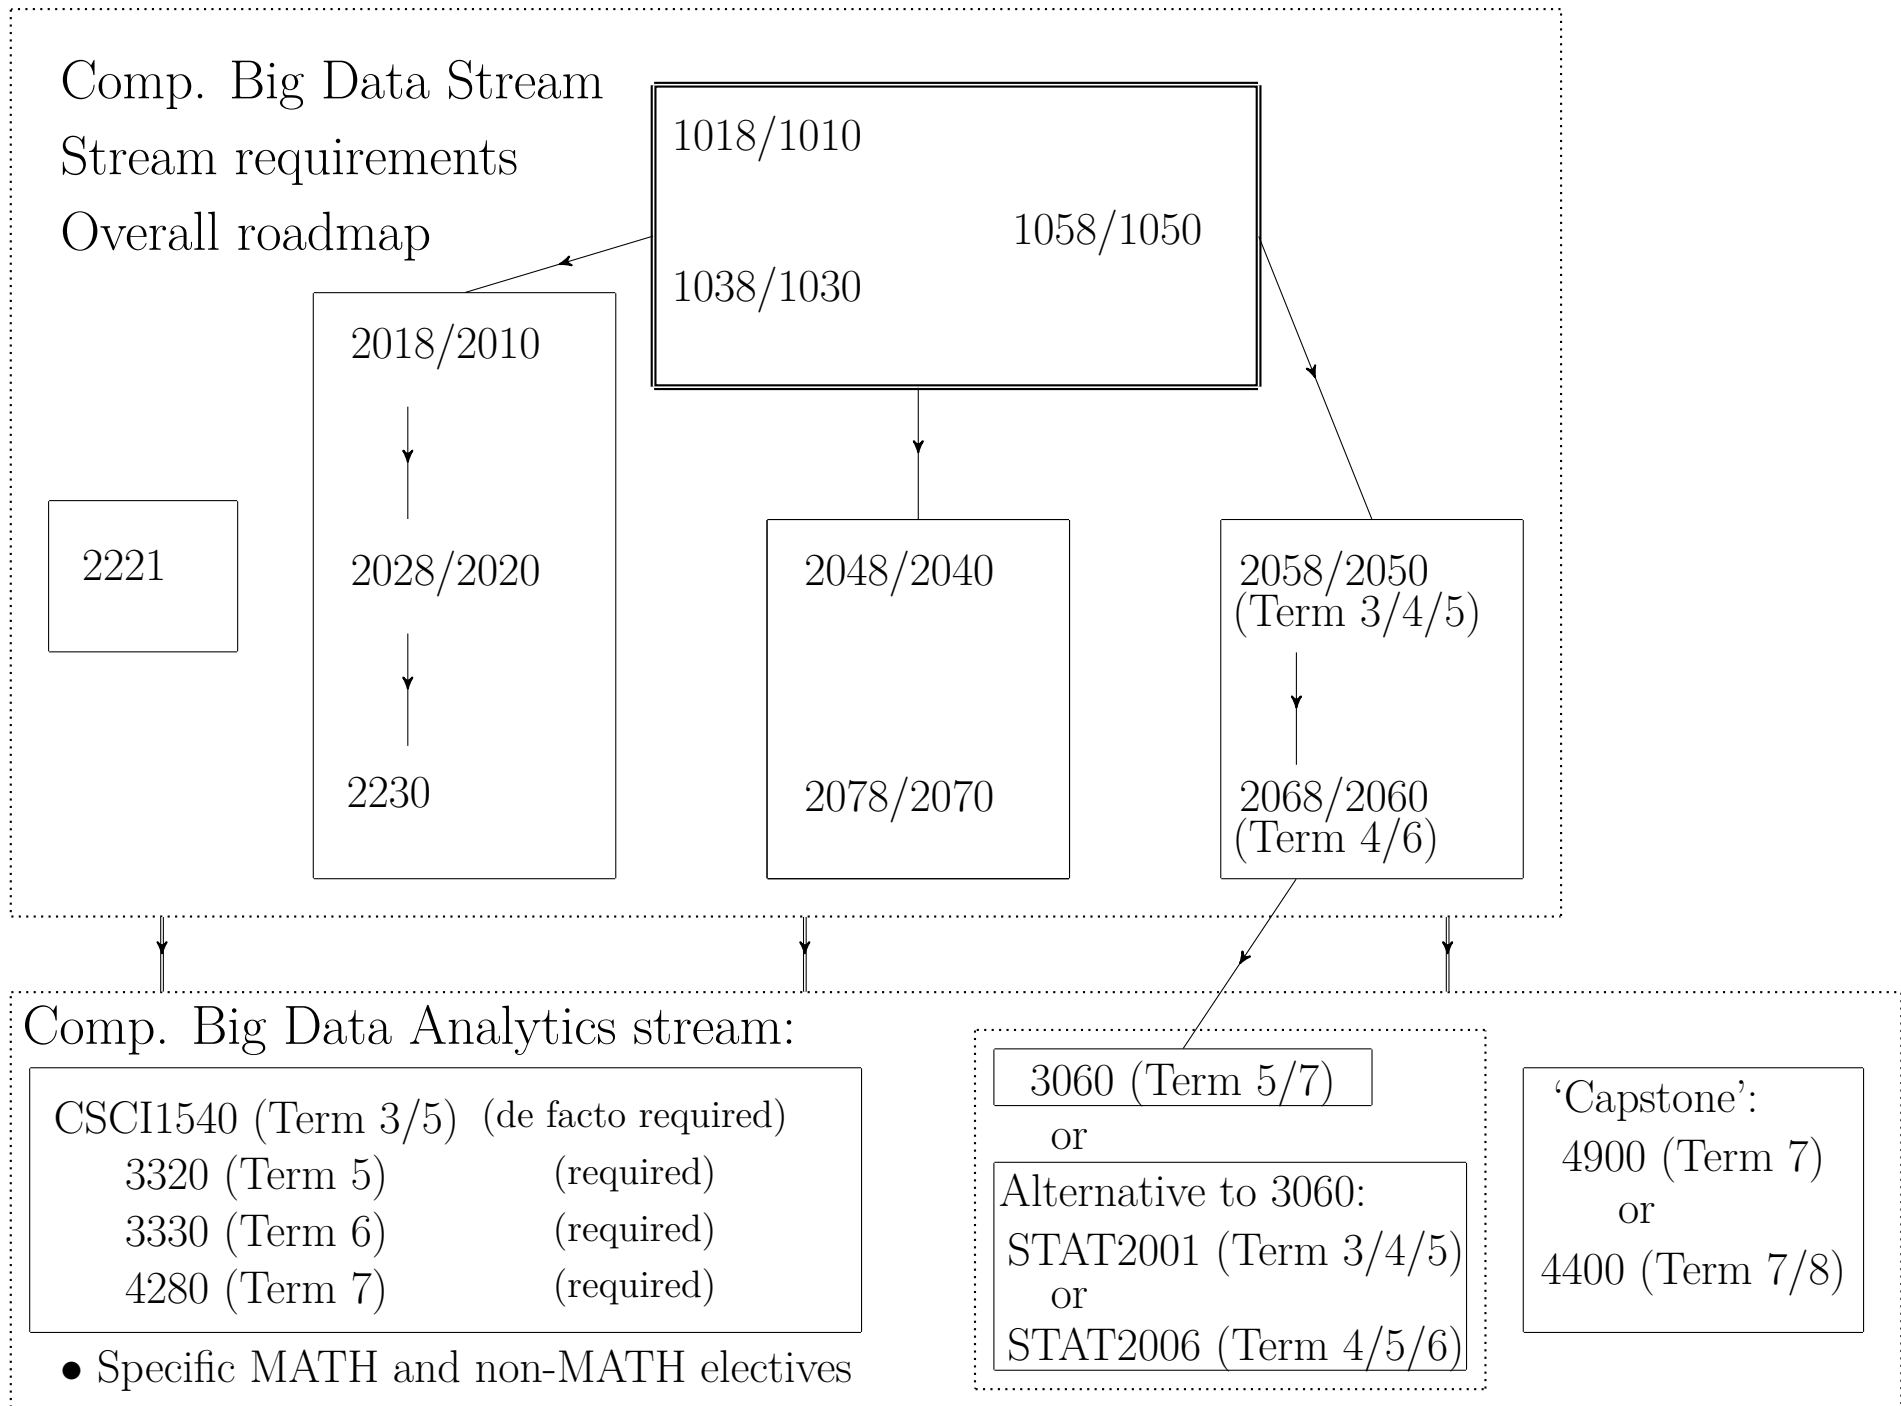 Comp. Big Data Stream
Stream requirements
Overall roadmap
1018/1010
1058/1050
1038/1030
2018/2010
2221
2028/2020
2230
2048/2040
2078/2070
2058/2050
(Term 3/4/5)
2068/2060
(Term 4/6)
Comp. Big Data Analytics stream:
CSCI1540 (Term 3/5) (de facto required)
3320 (Term 5) (required)
3330 (Term 6) (required)
4280 (Term 7) (required)
• Specific MATH and non-MATH electives
3060 (Term 5/7)
or
Alternative to 3060:
STAT2001 (Term 3/4/5)
or
STAT2006 (Term 4/5/6)
‘Capstone’:
4900 (Term 7)
or
4400 (Term 7/8)